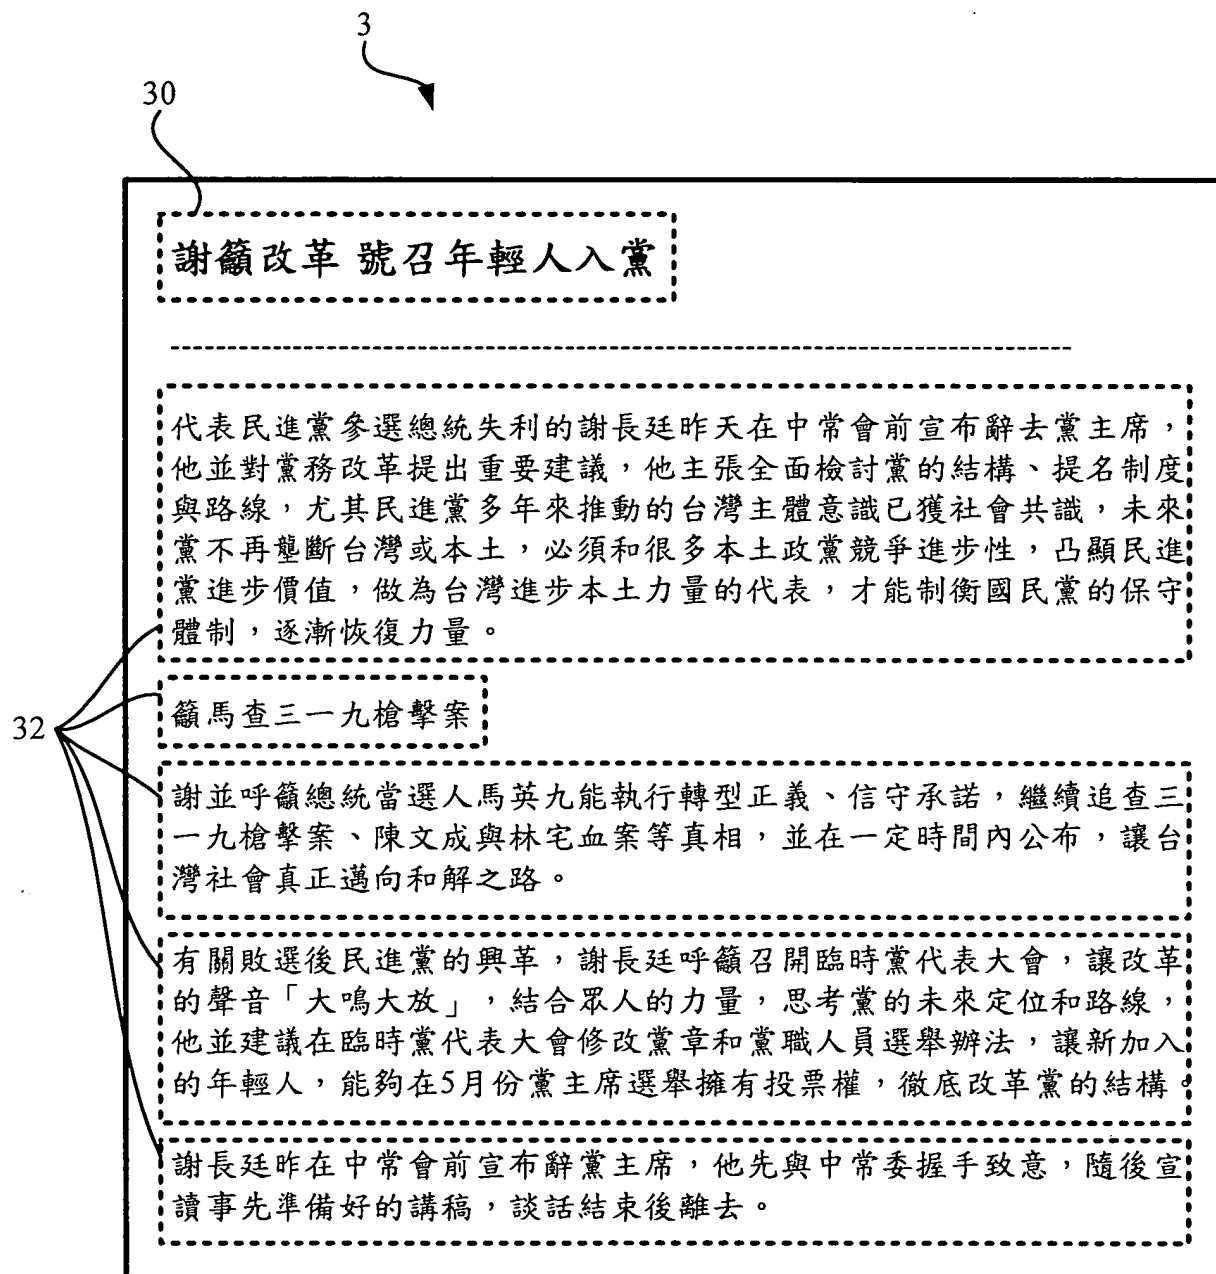 3
30
謝籲改革 號召年輕人入黨
代表民進黨參選總統失利的謝長廷昨天在中常會前宣布辭去黨主席，
他並對黨務改革提出重要建議，他主張全面檢討黨的結構、提名制度
與路線，尤其民進黨多年來推動的台灣主體意識已獲社會共識，未來
黨不再壟斷台灣或本土，必須和很多本土政黨競爭進步性，凸顯民進
黨進步價值，做為台灣進步本土力量的代表，才能制衡國民黨的保守
體制，逐漸恢復力量。
32
籲馬查三一九槍擊案
謝並呼籲總統當選人馬英九能執行轉型正義、信守承諾，繼續追查三
一九槍擊案、陳文成與林宅血案等真相，並在一定時間內公布，讓台
灣社會真正邁向和解之路。
有關敗選後民進黨的興革，謝長廷呼籲召開臨時黨代表大會，讓改革
的聲音「大鳴大放」，結合眾人的力量，思考黨的未來定位和路線，
他並建議在臨時黨代表大會修改黨章和黨職人員選舉辦法，讓新加入
的年輕人，能夠在5月份黨主席選舉擁有投票權，徹底改革黨的結構。
謝長廷昨在中常會前宣布辭黨主席，他先與中常委握手致意，隨後宣
讀事先準備好的講稿，談話結束後離去。